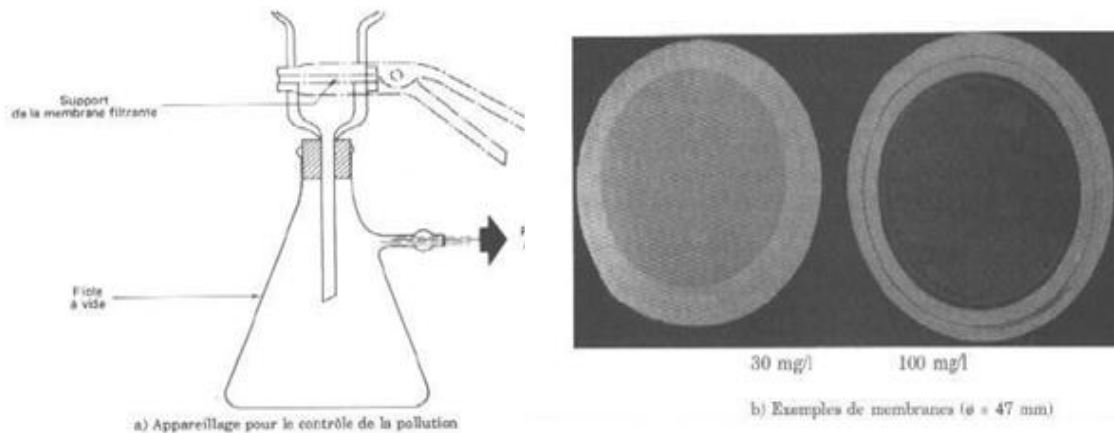 Support
de la membrane filtrante
Fiole
à vide
a) Appareillage pour le contrôle de la pollution
30 mg/l 100 mg/l
b) Exemples de membranes (ø = 47 mm)